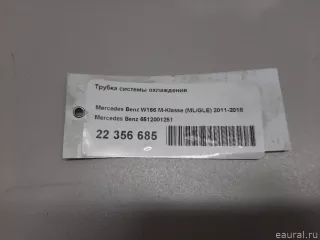 Трубка системы охлаждения
Mercedes Benz W166 M-Klasse (ML/GLE) 2011-2018
Mercedes Benz 6512001251
22 356 685
eaural.ru